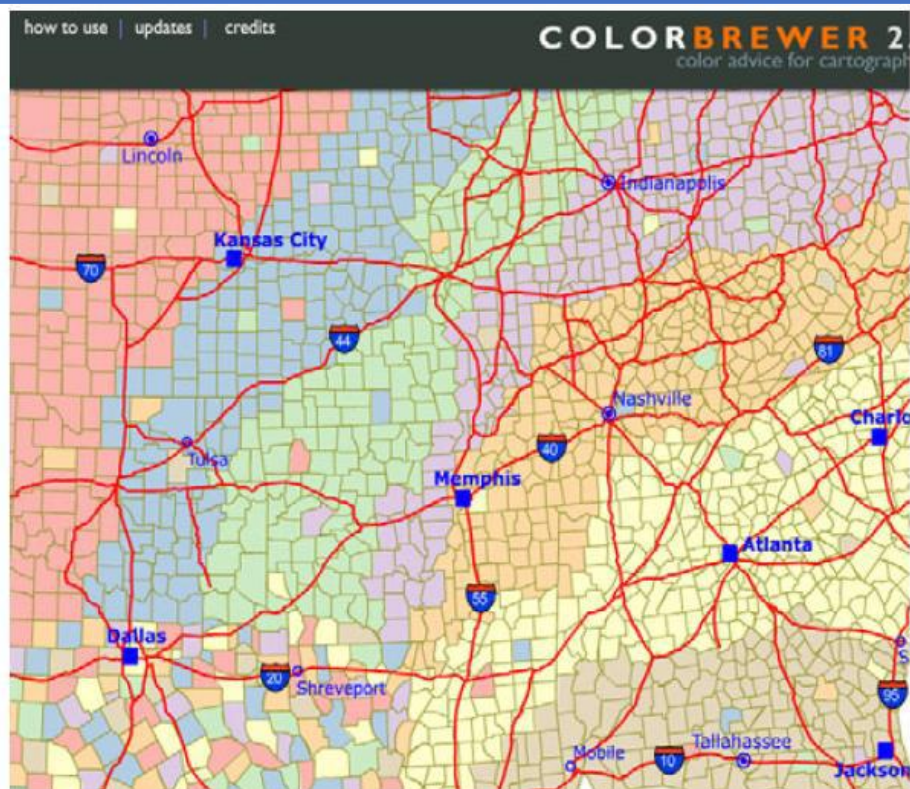 how to use | updates | credits
COLORBREWER 2.
color advice for cartograph
Lincoln
Indianapolis
Kansas City
70
44
81
Nashville
Charlo
40
Tulsa
Memphis
Atlanta
55
Dallas
S
20
Shreveport
95
Mobile
10
Tallahassee
Jackson